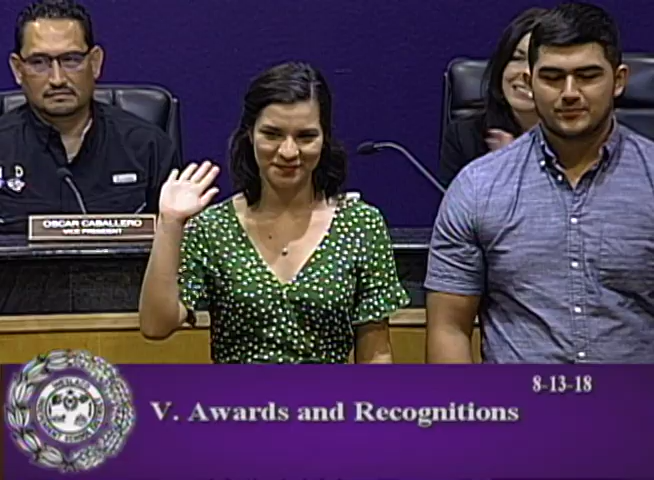 OSCAR CABALLERO
VICE PRESIDENT
8-13-18
V. Awards and Recognitions